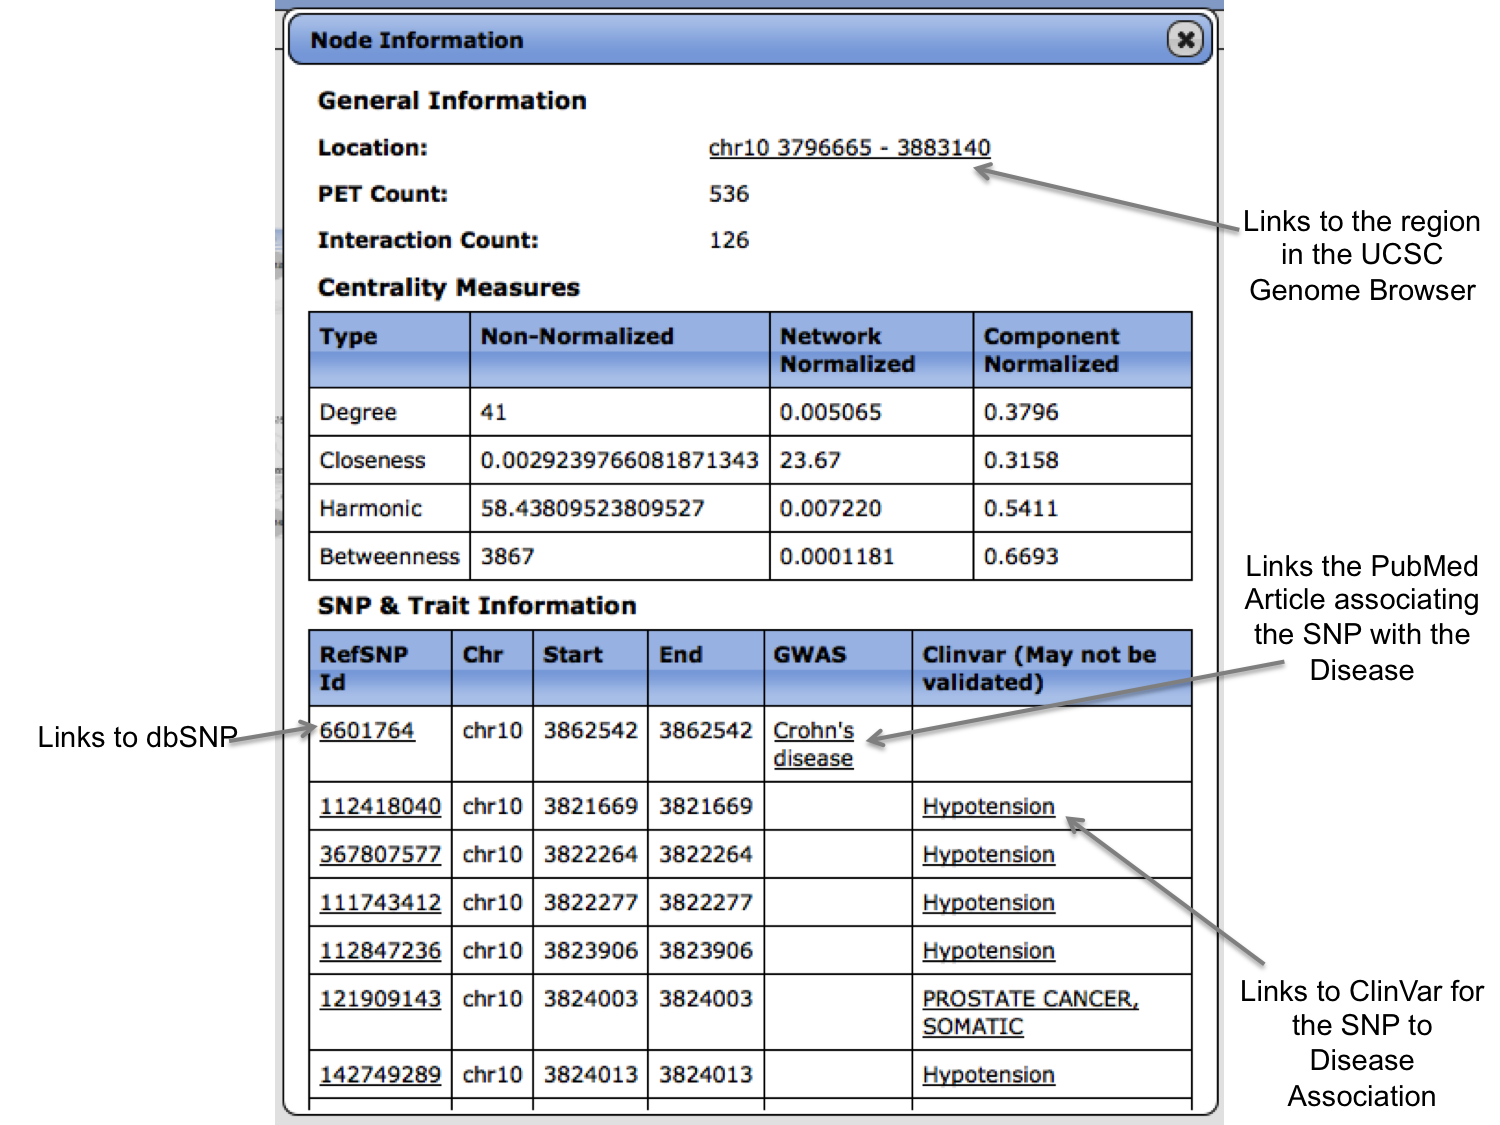 Node Information
General Information
Location: chr10 3796665 - 3883140
PET Count: 536
Interaction Count: 126
Links to the region
in the UCSC
Genome Browser
Centrality Measures
Type Non-Normalized Network Normalized Component Normalized
Degree 41 0.005065 0.3796
Closeness 0.0029239766081871343 23.67 0.3158
Harmonic 58.43809523809527 0.007220 0.5411
Betweenness 3867 0.0001181 0.6693
Links the PubMed
Article associating
the SNP with the
Disease
SNP & Trait Information
RefSNP Id Chr Start End GWAS Clinvar (May not be validated)
Links to dbSNP
6601764 chr10 3862542 3862542 Crohn's disease
112418040 chr10 3821669 3821669 Hypotension
367807577 chr10 3822264 3822264 Hypotension
111743412 chr10 3822277 3822277 Hypotension
112847236 chr10 3823906 3823906 Hypotension
121909143 chr10 3824003 3824003 PROSTATE CANCER, SOMATIC
142749289 chr10 3824013 3824013 Hypotension
Links to ClinVar for
the SNP to
Disease
Association